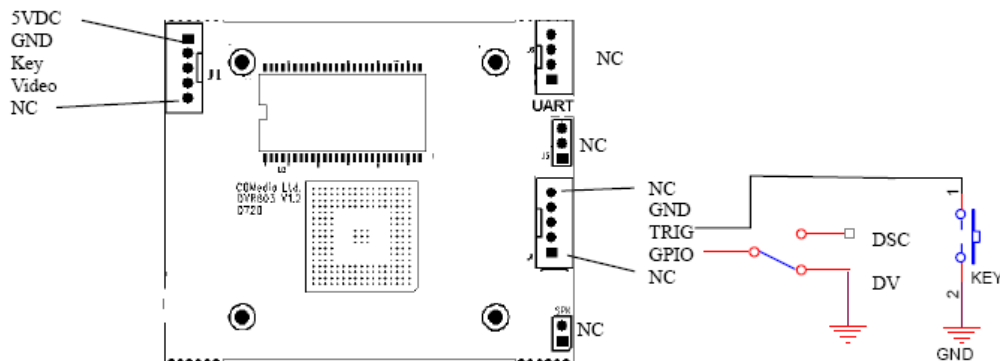 5VDC
GND
Key
Video
NC
J1
COMedia Ltd.
DVR803 V1.2
0720
NC
UART
J5
NC
NC
GND
TRIG
GPIO
NC
DSC
DV
1
KEY
2
GND
SPK
NC